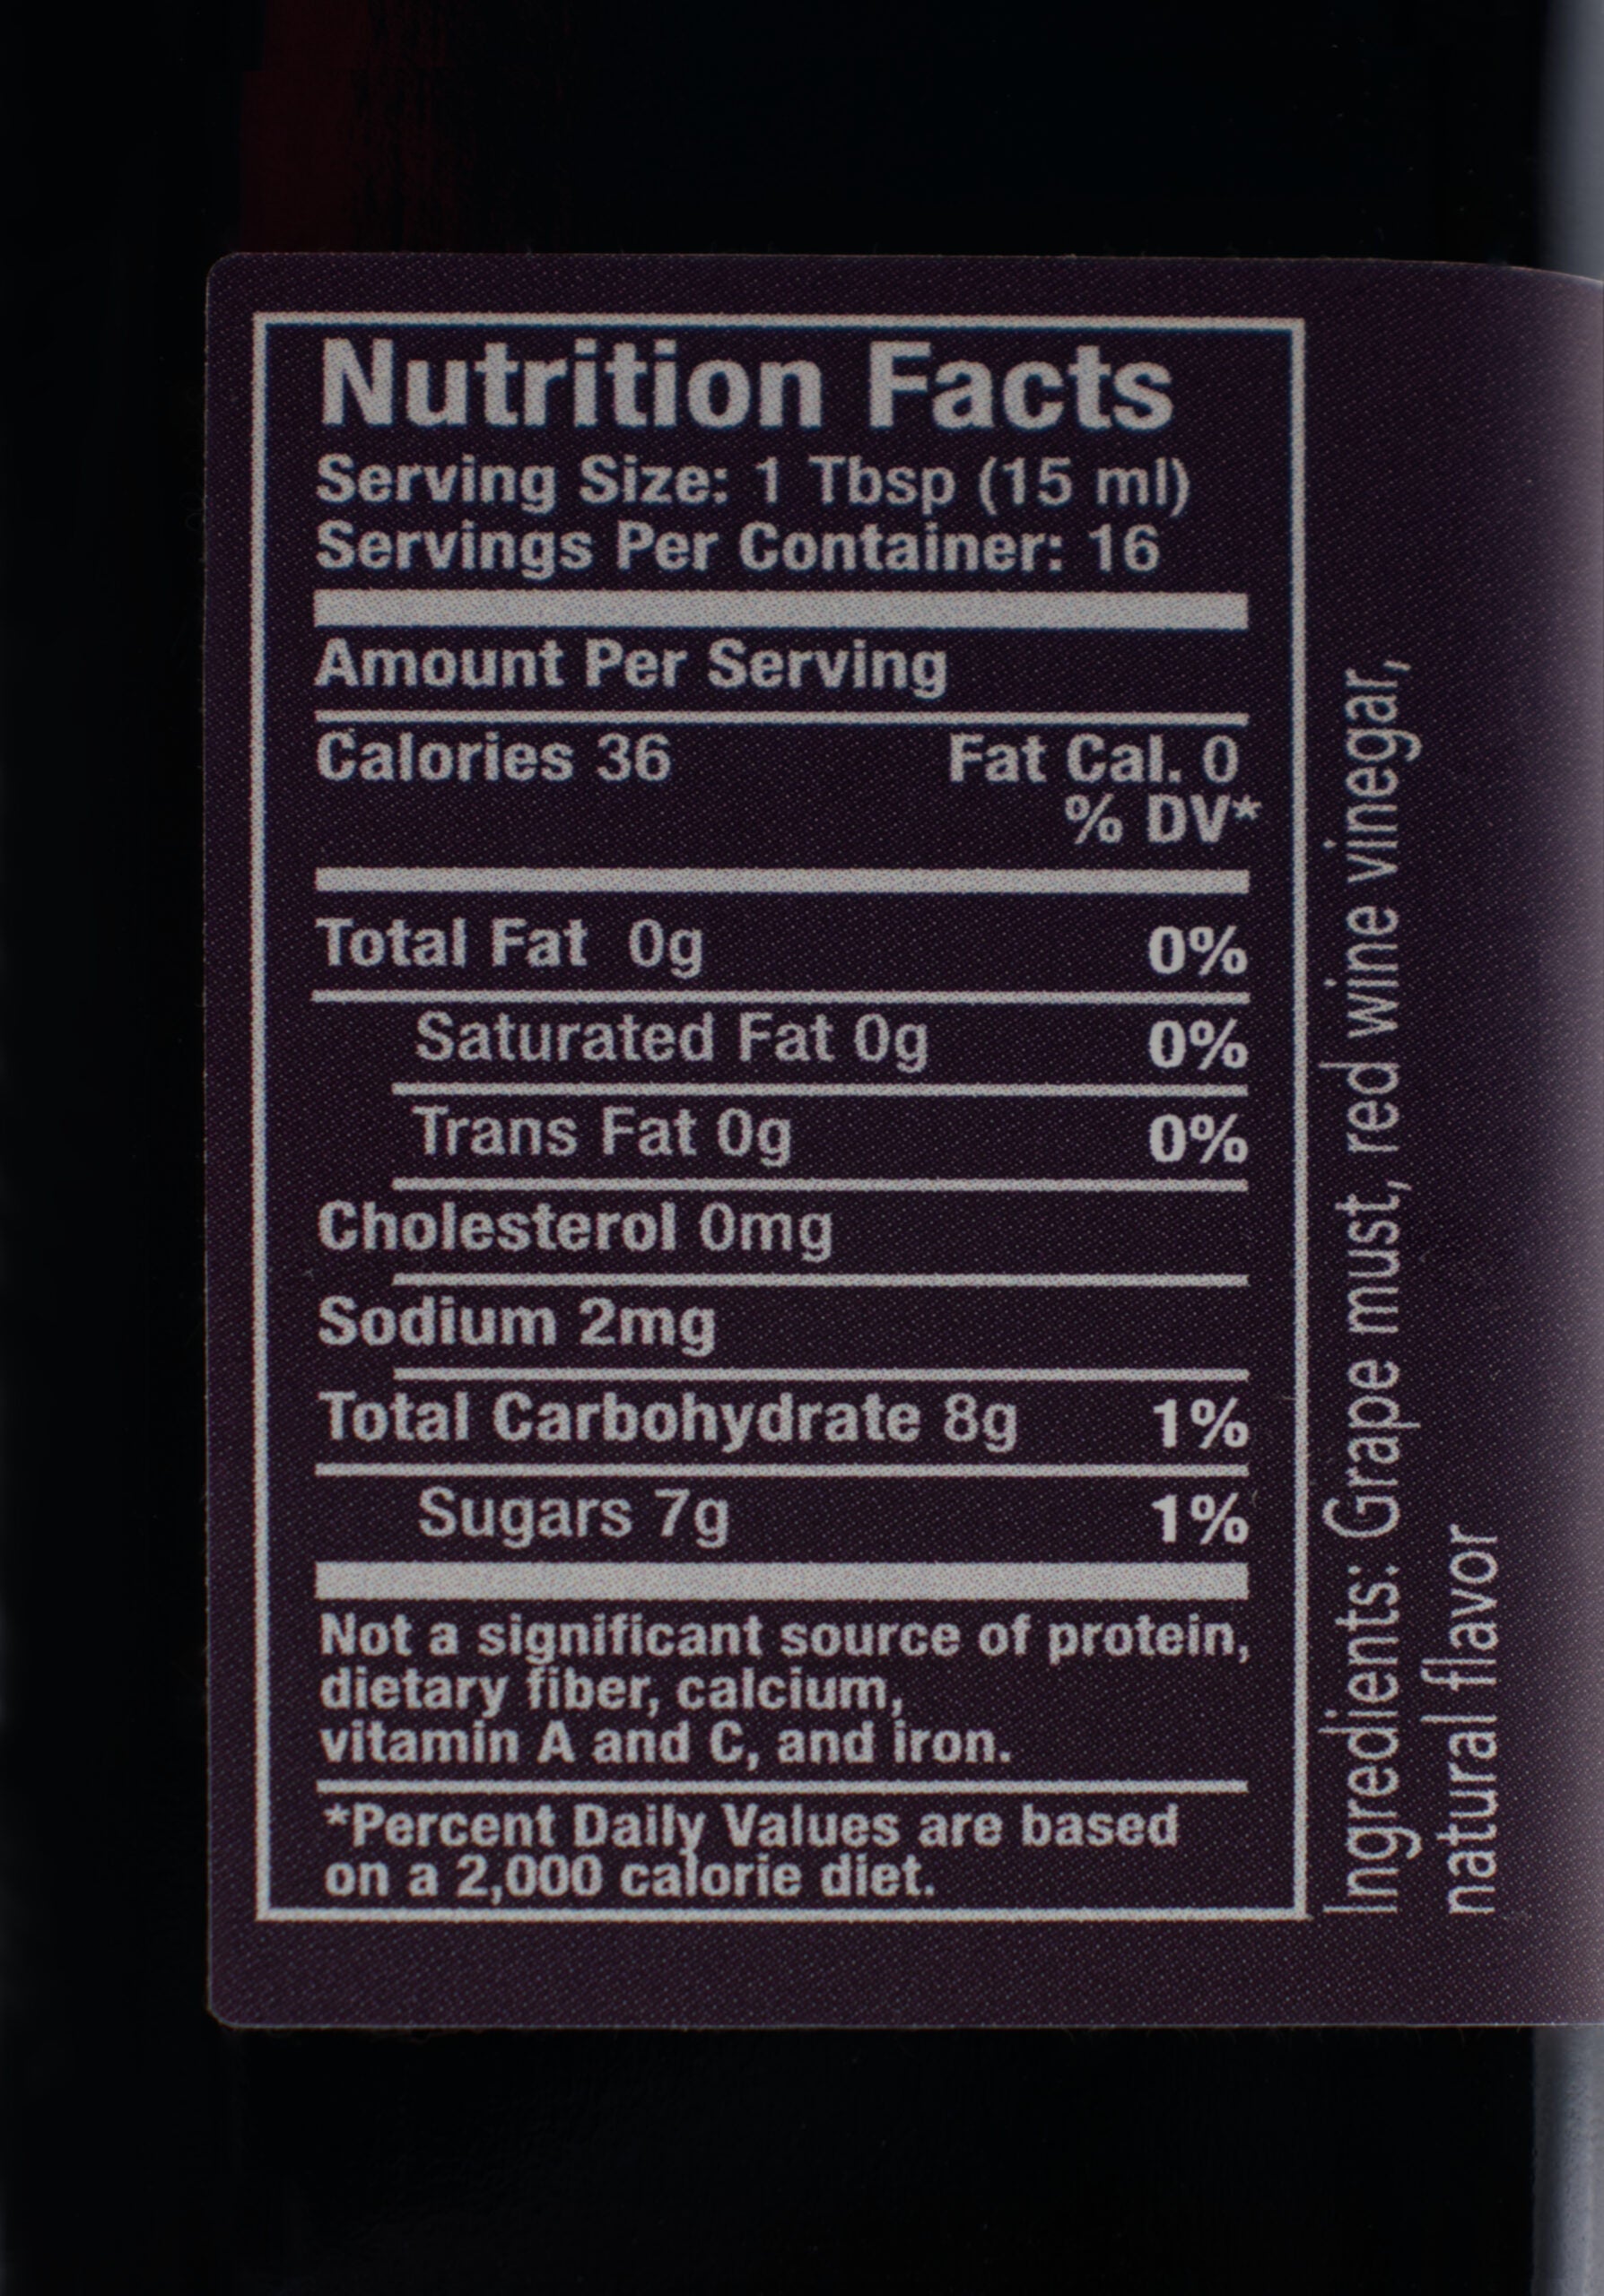 Nutrition Facts
Serving Size: 1 Tbsp (15 ml)
Servings Per Container: 16
Amount Per Serving
Calories 36 Fat Cal. 0
% DV*
Total Fat 0g 0%
Saturated Fat 0g 0%
Trans Fat 0g 0%
Cholesterol 0mg
Sodium 2mg
Total Carbohydrate 8g 1%
Sugars 7g 1%
Not a significant source of protein,
dietary fiber, calcium,
vitamin A and C, and iron.
*Percent Daily Values are based
on a 2,000 calorie diet.
Ingredients: Grape must, red wine vinegar,
natural flavor